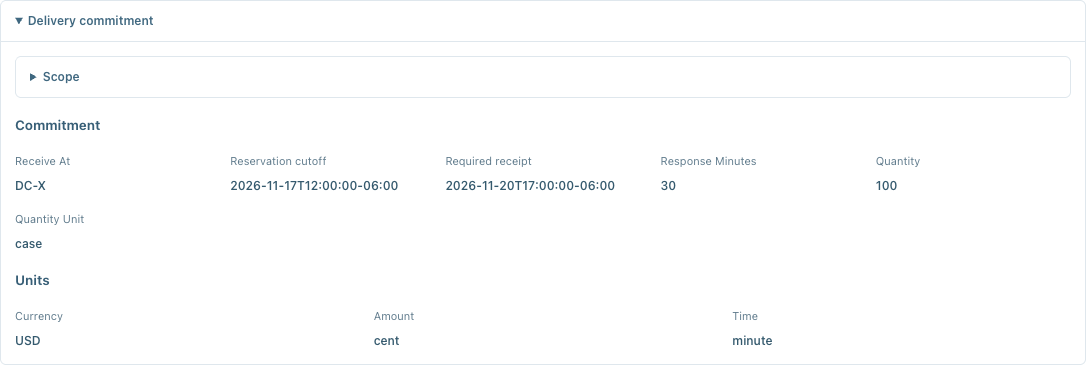 Delivery commitment
Scope
Commitment
Receive At
Reservation cutoff
Required receipt
Response Minutes
Quantity
DC-X
2026-11-17T12:00:00-06:00
2026-11-20T17:00:00-06:00
30
100
Quantity Unit
case
Units
Currency
Amount
Time
USD
cent
minute